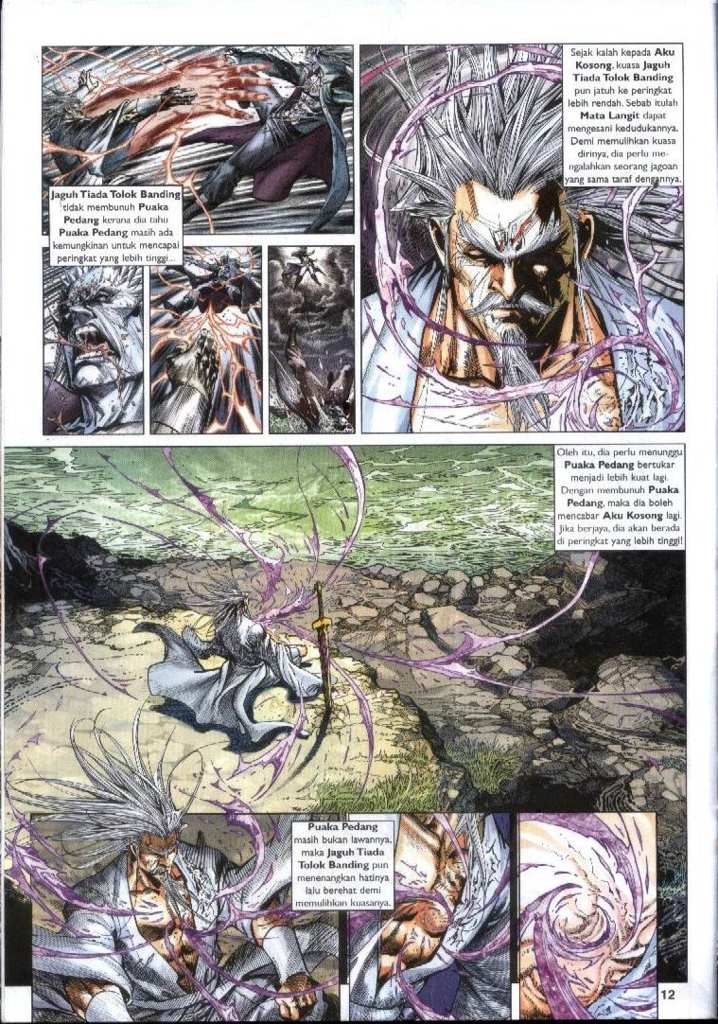 Jaguh Tiada Tolok Banding
tidak membunuh Puaka
Pedang kerana dia tahu
Puaka Pedang masih ada
kemungkinan untuk mencapai
peringkat yang lebih tinggi...
Sejak kalah kepada Aku
Kosong, kuasa Jaguh
Tiada Tolok Banding
pun jatuh ke peringkat
lebih rendah. Sebab itulah
Mata Langit dapat
mengesani kedudukannya.
Demi memulihkan kuasa
dirinya, dia perlu me-
ngalahkan seorang jagoan
yang sama taraf dengannya.
Oleh itu, dia perlu menunggu
Puaka Pedang bertukar
menjadi lebih kuat lagi.
Dengan membunuh Puaka
Pedang, maka dia boleh
mencabar Aku Kosong lagi.
Jika berjaya, dia akan berada
di peringkat yang lebih tinggi!
Puaka Pedang
masih bukan lawannya,
maka Jaguh Tiada
Tolok Banding pun
menenangkan hatinya
lalu berehat demi
memulihkan kuasanya.
12